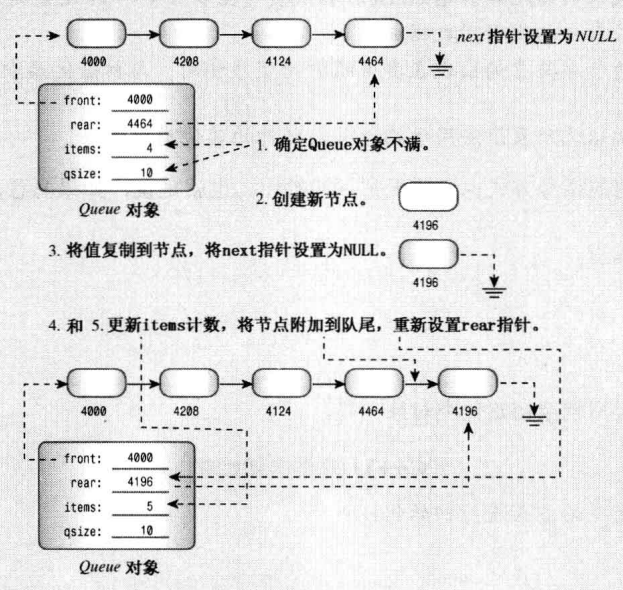 next 指针设置为NULL
4000 4208 4124 4464
front: 4000
rear: 4464
items: 4
qsize: 10
1. 确定Queue对象不满。
Queue 对象
2. 创建新节点。
4196
3. 将值复制到节点，将next指针设置为NULL。
4196
4. 和 5. 更新items计数，将节点附加到队尾，重新设置rear指针。
4000 4208 4124 4464 4196
front: 4000
rear: 4196
items: 5
qsize: 10
Queue 对象